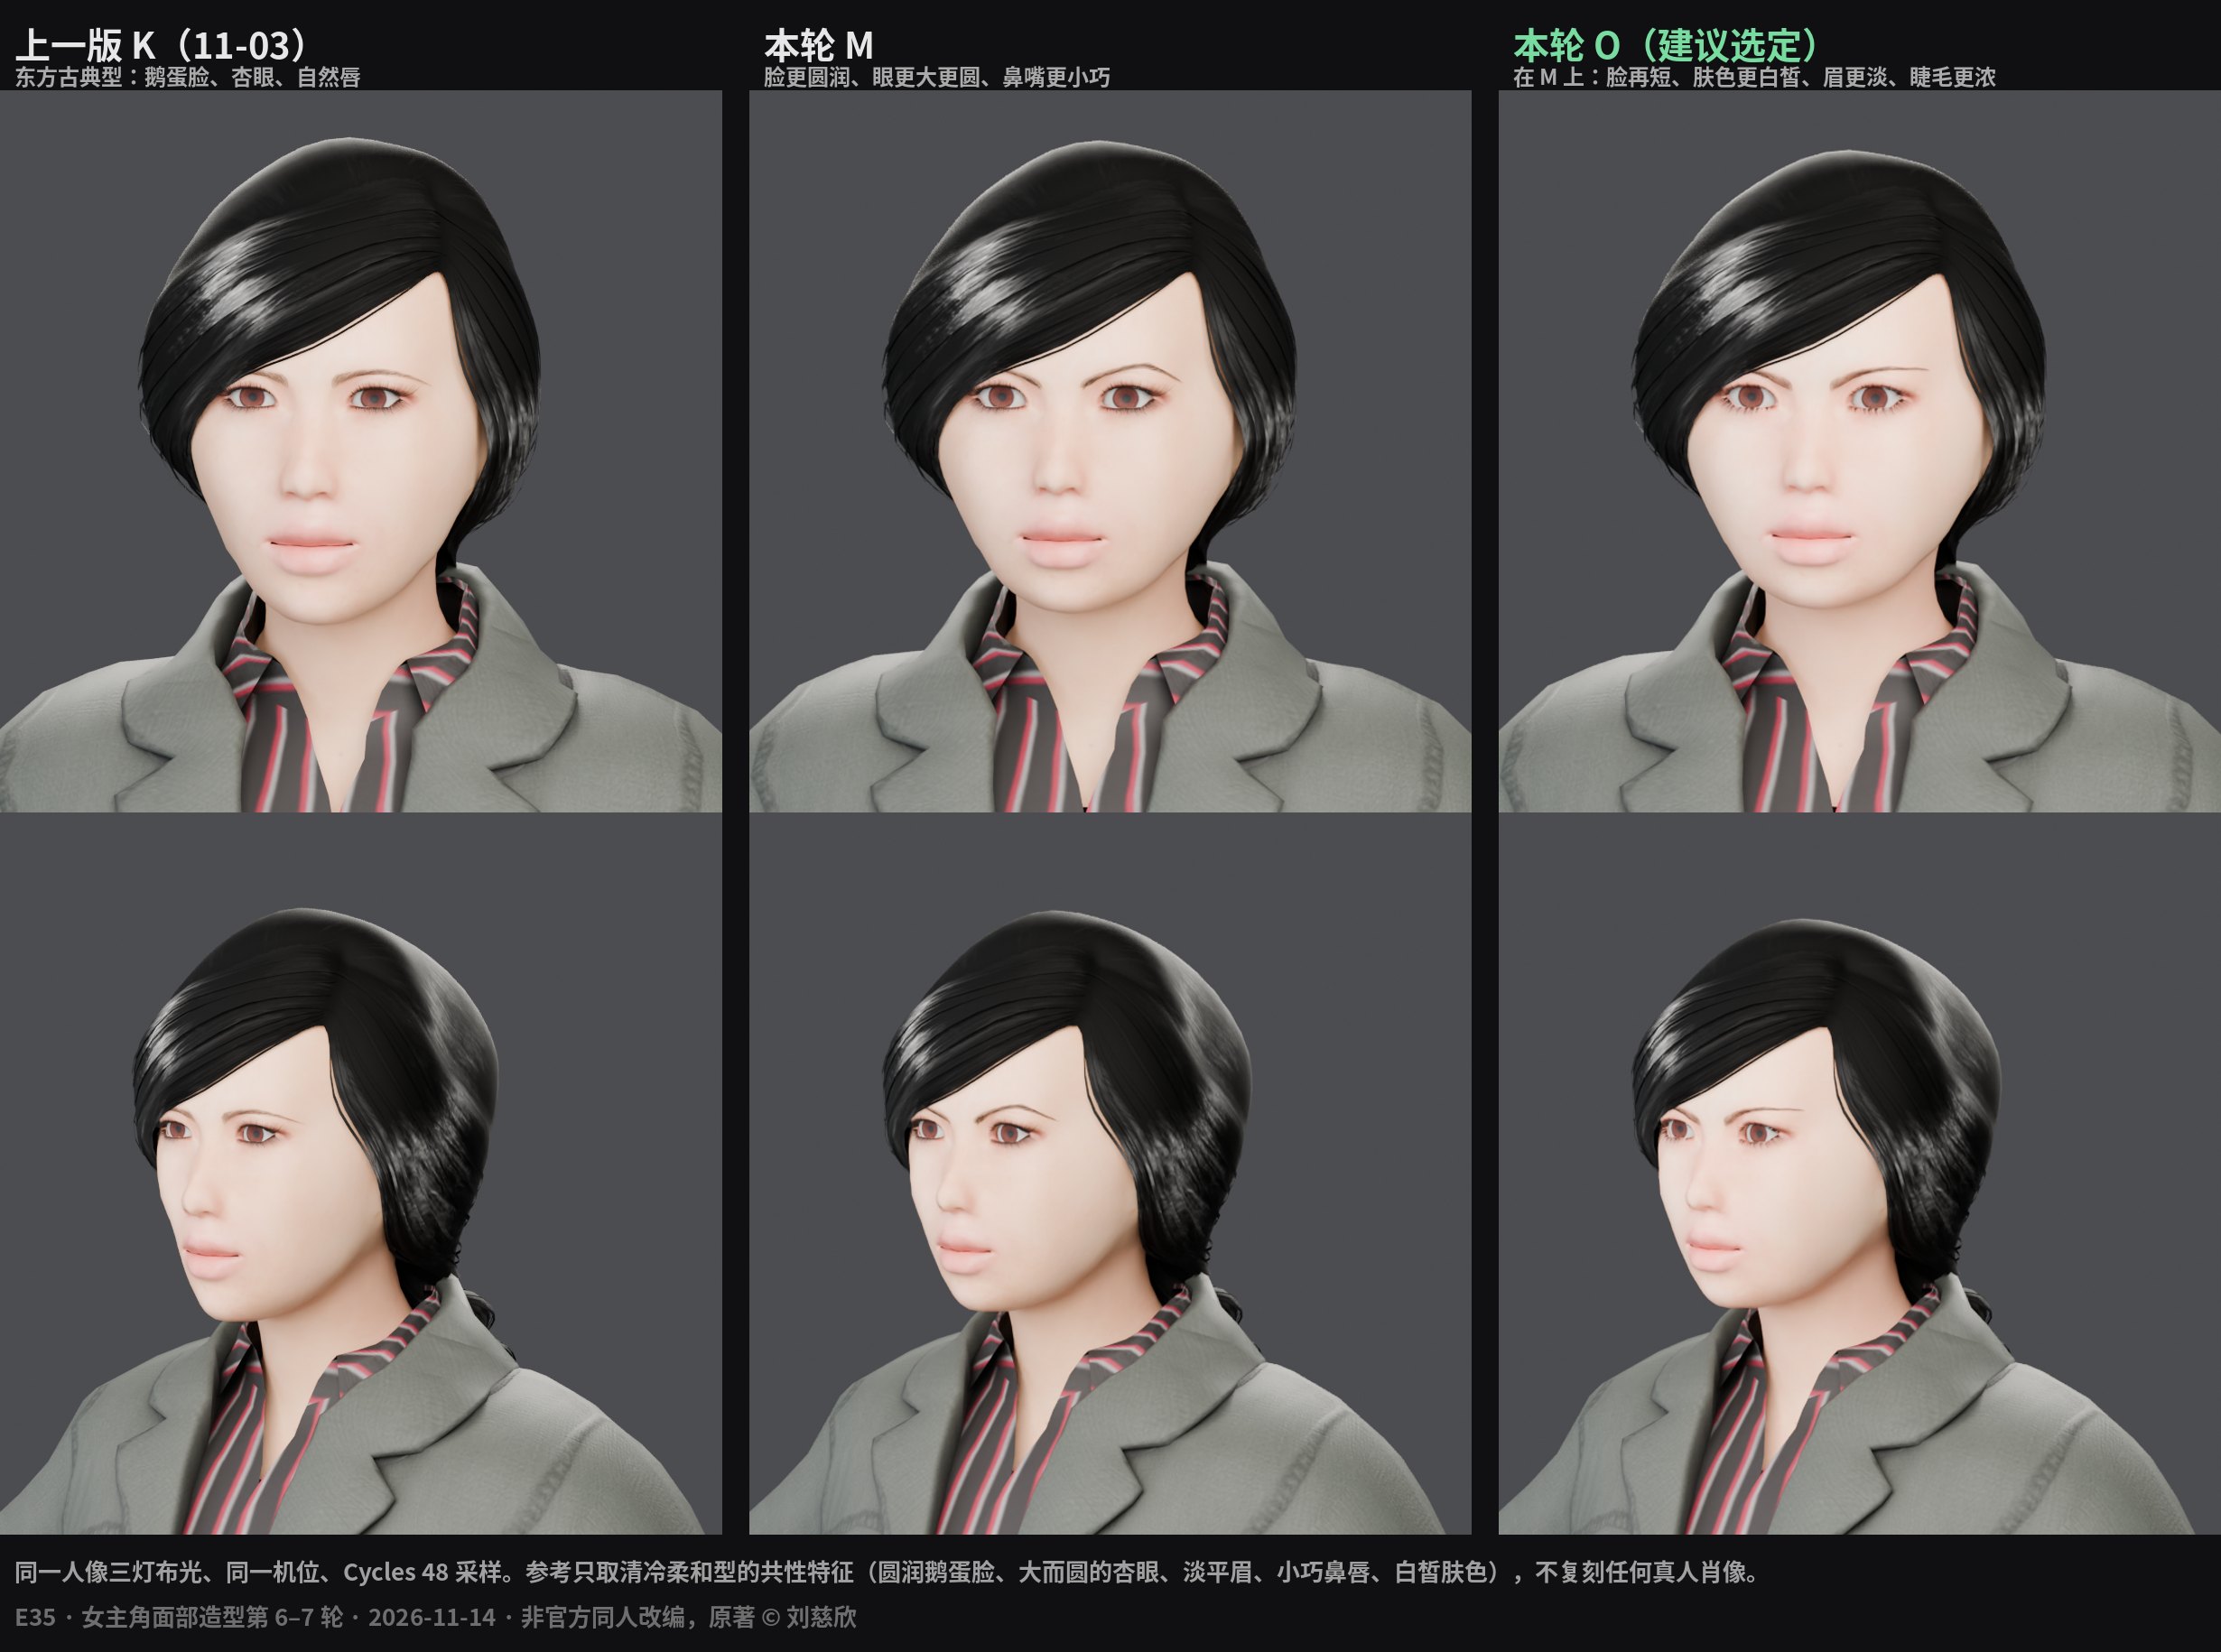 上一版 K（11-03）
东方古典型：鹅蛋脸、杏眼、自然唇
本轮 M
脸更圆润、眼更大更圆、鼻嘴更小巧
本轮 O（建议选定）
在 M 上：脸再短、肤色更白皙、眉更淡、睫毛更浓
同一人像三灯布光、同一机位、Cycles 48 采样。参考只取清冷柔和型的共性特征（圆润鹅蛋脸、大而圆的杏眼、淡平眉、小巧鼻唇、白皙肤色），不复刻任何真人肖像。
E35 · 女主角面部造型第 6–7 轮 · 2026-11-14 · 非官方同人改编，原著 © 刘慈欣